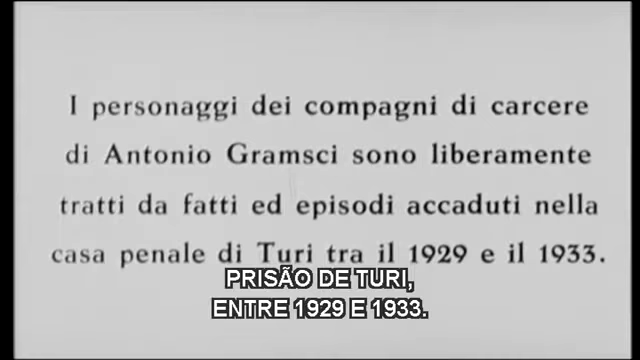 I personaggi dei compagni di carcere
di Antonio Gramsci sono liberamente
tratti da fatti ed episodi accaduti nella
casa penale di Turi tra il 1929 e il 1933.
PRISÃO DE TURI,
ENTRE 1929 E 1933.